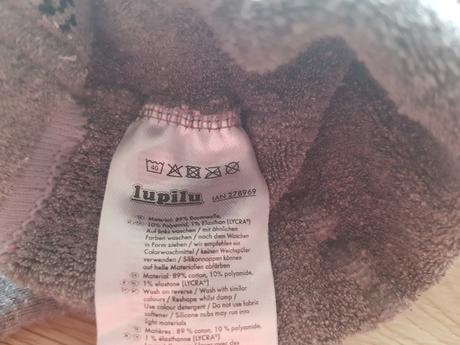 40
lupilu IAN 278969
Material: 89% Baumwolle,
10% Polyamid, 1% Elasthan (LYCRA®)
Auf links waschen / mit ähnlichen
Farben waschen / nach dem Waschen
in Form ziehen / wir empfehlen ein
Colorwaschmittel / keinen Weichspüler
verwenden / Silikonnoppen können
auf helle Materialien abfärben
Material: 89% cotton, 10% polyamide,
1% elastane (LYCRA®)
Wash on reverse / Wash with similar
colours / Reshape whilst damp /
Use colour detergent / Do not use fabric
softener / Silicone nubs may run into
light materials
Matières : 89% coton, 10% polyamide,
1% élasthanne (LYCRA®)